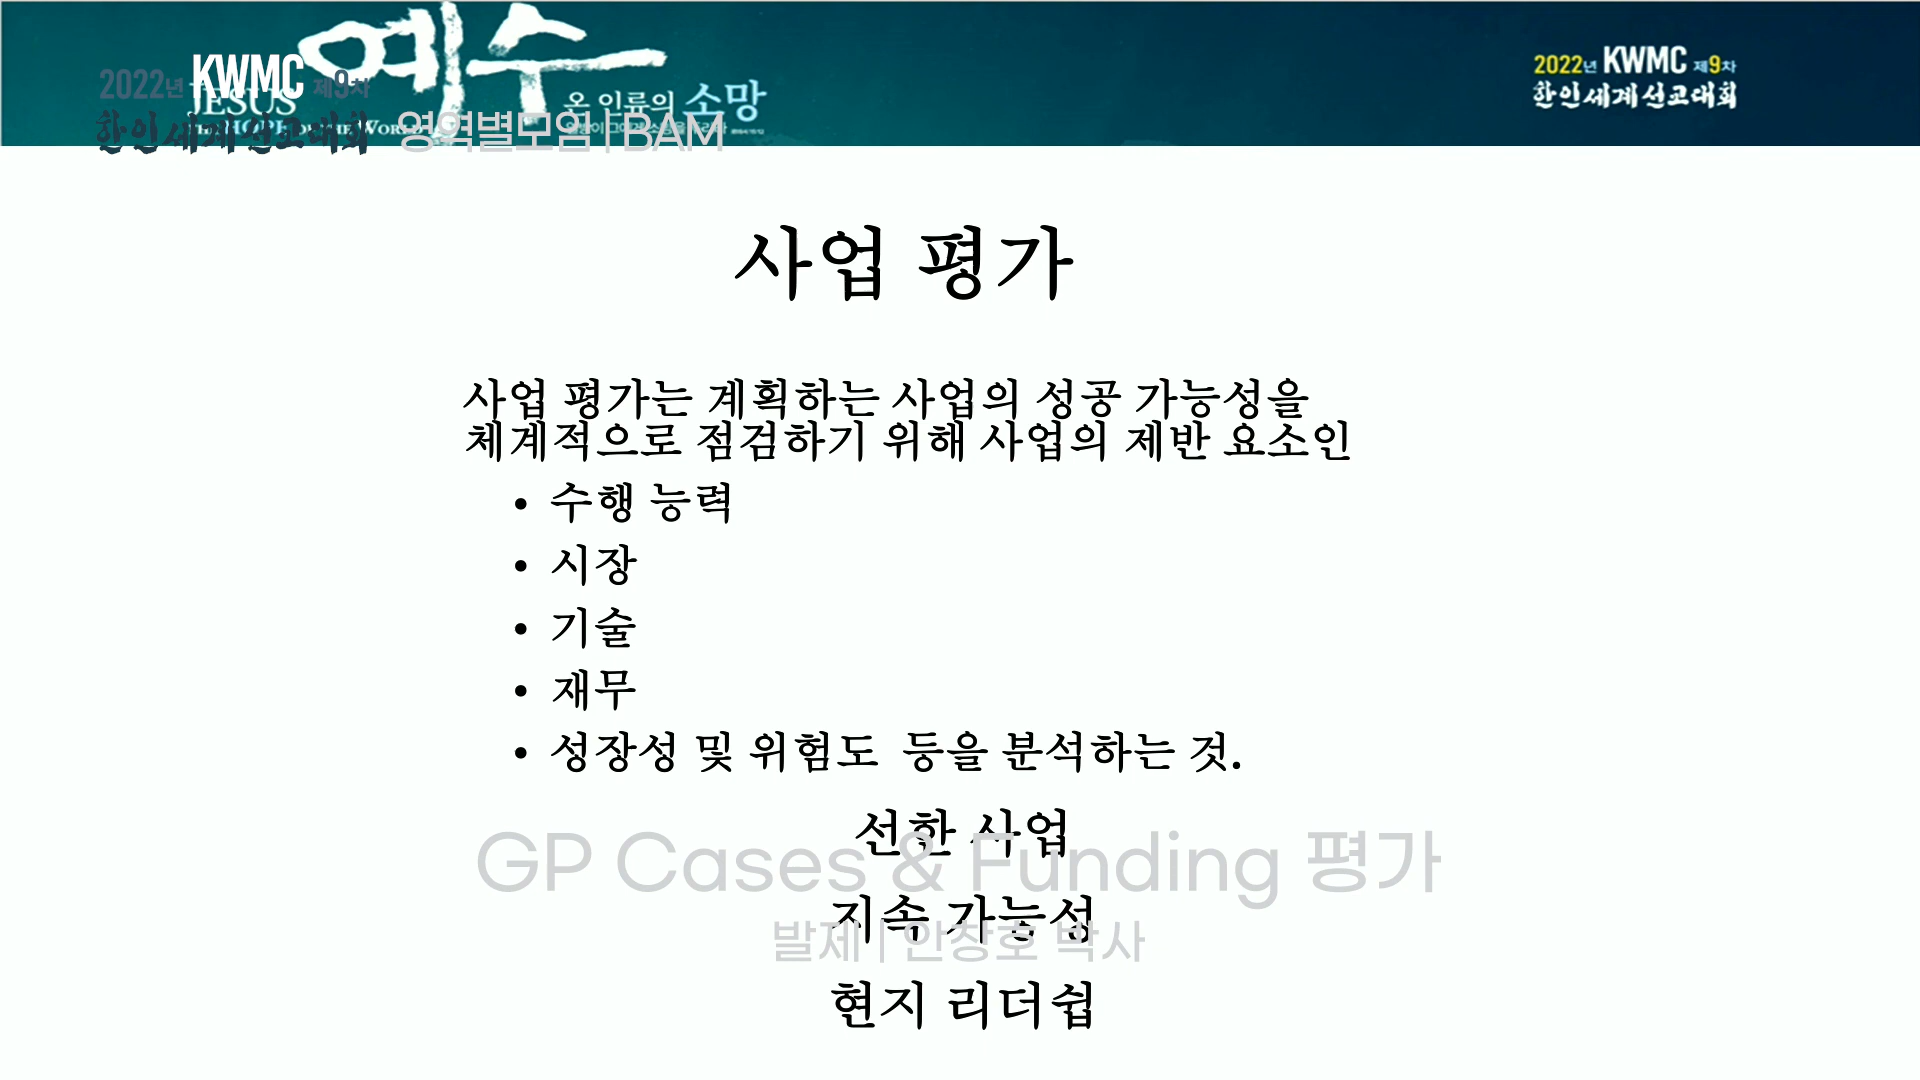 예수
온 인류의 소망
JESUS
THE HOPE OF THE WORLD
2022년 KWMC 제9차
한인세계선교대회
영역별모임 | BAM
2022년 KWMC 제9차
한인세계선교대회
사업 평가
사업 평가는 계획하는 사업의 성공 가능성을
체계적으로 점검하기 위해 사업의 제반 요소인
• 수행 능력
• 시장
• 기술
• 재무
• 성장성 및 위험도 등을 분석하는 것.
선한 사업
GP Cases & Funding 평가
지속 가능성
발제 | 안창호 박사
현지 리더쉽